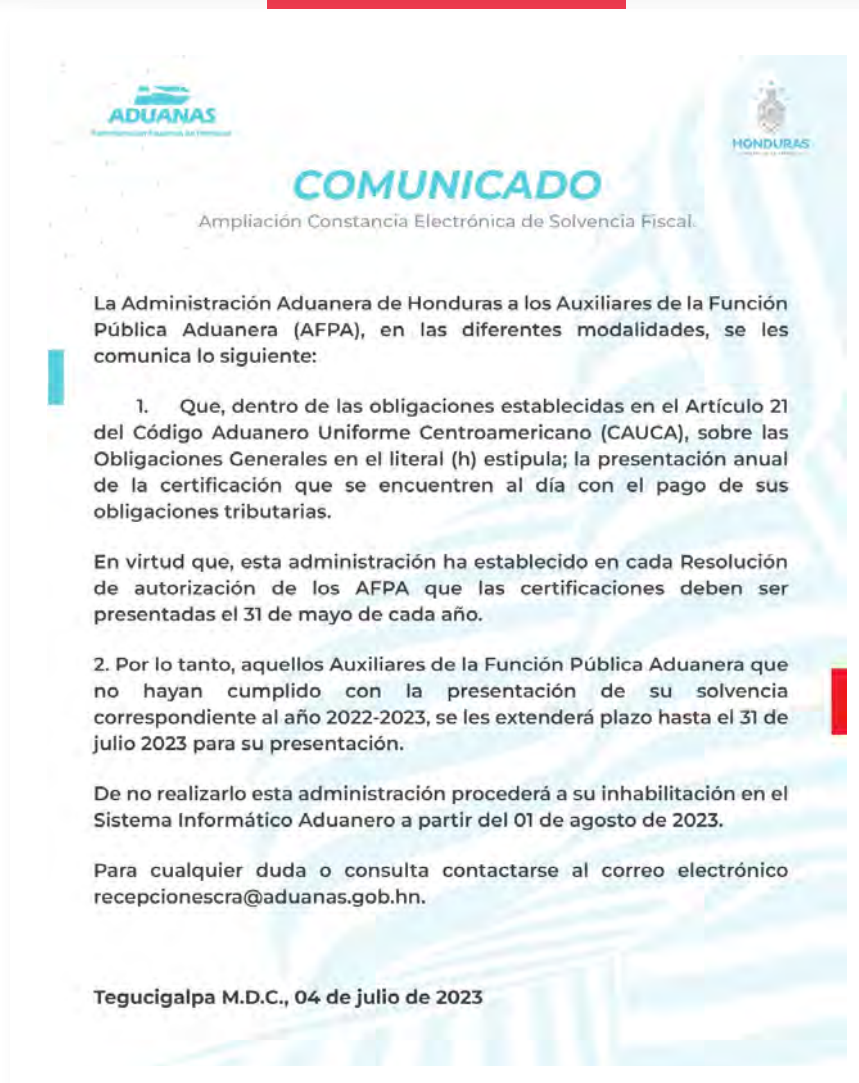 ADUANAS
HONDURAS
COMUNICADO
Ampliación Constancia Electrónica de Solvencia Fiscal.
La Administración Aduanera de Honduras a los Auxiliares de la Función
Pública Aduanera (AFPA), en las diferentes modalidades, se les
comunica lo siguiente:
1. Que, dentro de las obligaciones establecidas en el Artículo 21
del Código Aduanero Uniforme Centroamericano (CAUCA), sobre las
Obligaciones Generales en el literal (h) estipula; la presentación anual
de la certificación que se encuentren al día con el pago de sus
obligaciones tributarias.
En virtud que, esta administración ha establecido en cada Resolución
de autorización de los AFPA que las certificaciones deben ser
presentadas el 31 de mayo de cada año.
2. Por lo tanto, aquellos Auxiliares de la Función Pública Aduanera que
no hayan cumplido con la presentación de su solvencia
correspondiente al año 2022-2023, se les extenderá plazo hasta el 31 de
julio 2023 para su presentación.
De no realizarlo esta administración procederá a su inhabilitación en el
Sistema Informático Aduanero a partir del 01 de agosto de 2023.
Para cualquier duda o consulta contactarse al correo electrónico
recepcionescra@aduanas.gob.hn.
Tegucigalpa M.D.C., 04 de julio de 2023